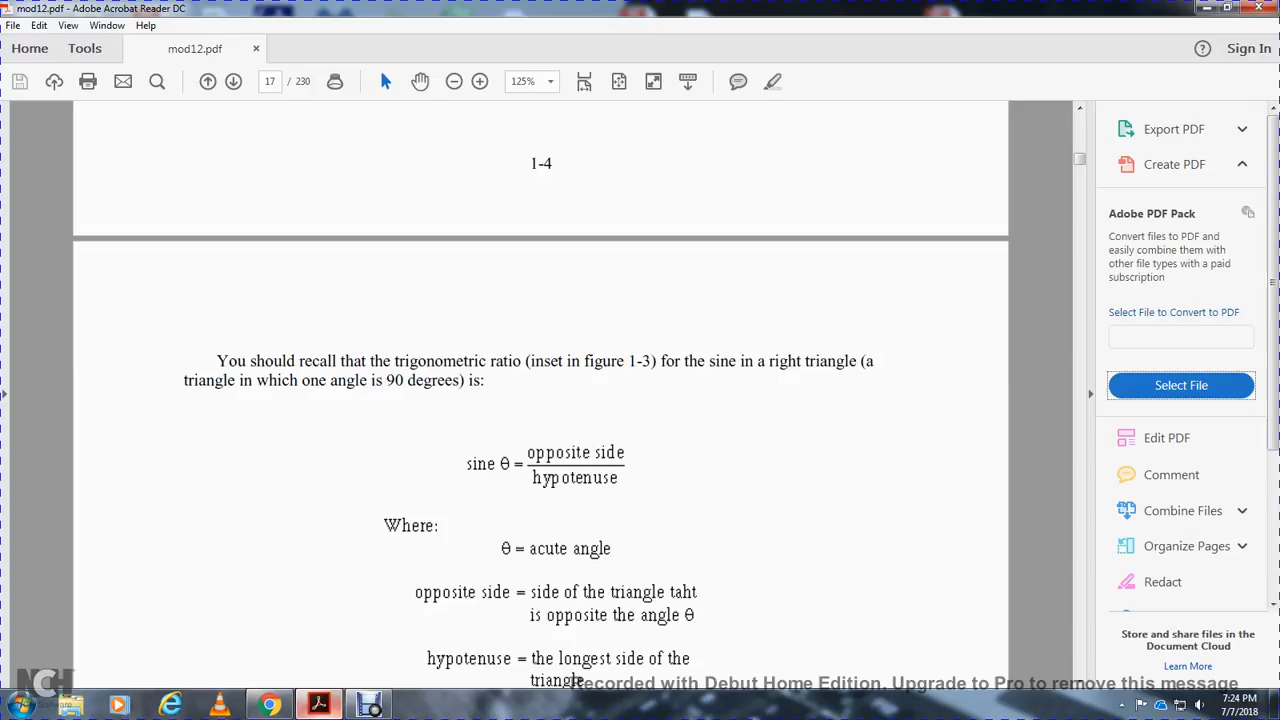 mod12.pdf - Adobe Acrobat Reader DC
File Edit View Window Help
Home Tools mod12.pdf × ? Sign In
17 / 230 125%
1-4
You should recall that the trigonometric ratio (inset in figure 1-3) for the sine in a right triangle (a
triangle in which one angle is 90 degrees) is:
sine θ = opposite side
hypotenuse
Where:
θ = acute angle
opposite side = side of the triangle taht
is opposite the angle θ
hypotenuse = the longest side of the
triangle
Export PDF
Create PDF
Adobe PDF Pack
Convert files to PDF and
easily combine them with
other file types with a paid
subscription
Select File to Convert to PDF
Select File
Edit PDF
Comment
Combine Files
Organize Pages
Redact
Store and share files in the
Document Cloud
Learn More
NCH
Software
Recorded with Debut Home Edition. Upgrade to Pro to remove this message
7:24 PM
7/7/2018